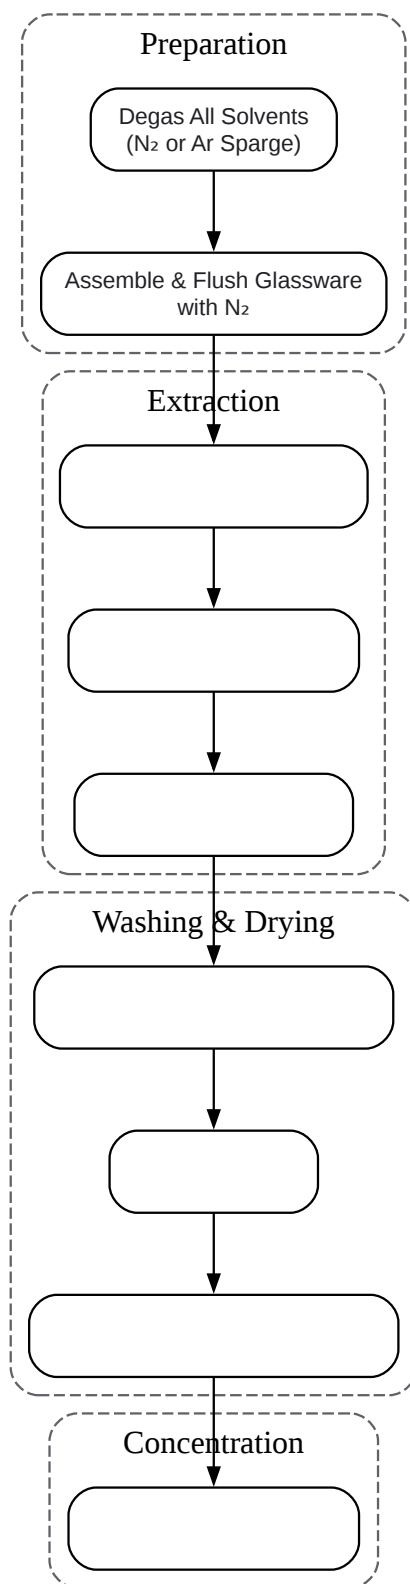 Preparation
Degas All Solvents
(N₂ or Ar Sparge)
Assemble & Flush Glassware
with N₂
Extraction
Washing & Drying
Concentration